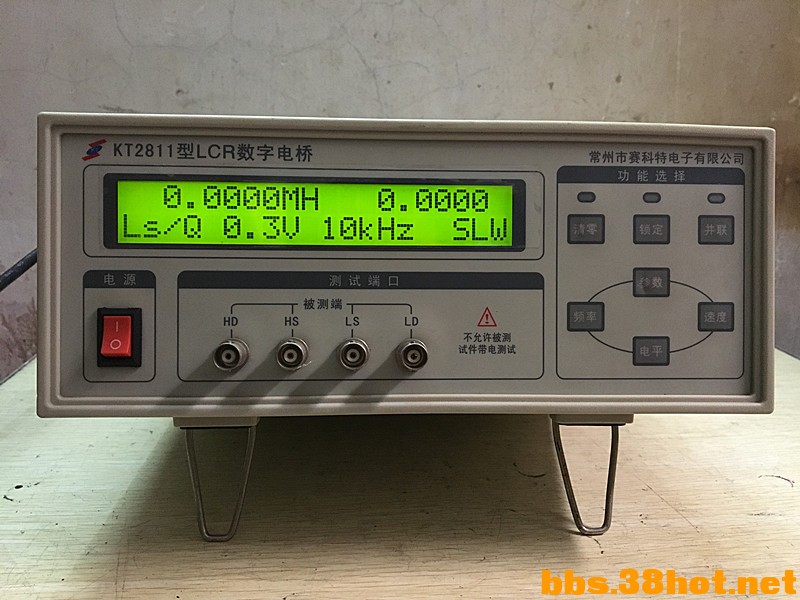 KT2811型LCR数字电桥
常州市赛科特电子有限公司
0.0000MH 0.0000
Ls/Q 0.3V 10kHz SLW
功能选择
清零 锁定 并联
参数
频率 速度
电平
电源
测试端口
被测端
HD HS LS LD
不允许被测
试件带电测试
bbs.38hot.net